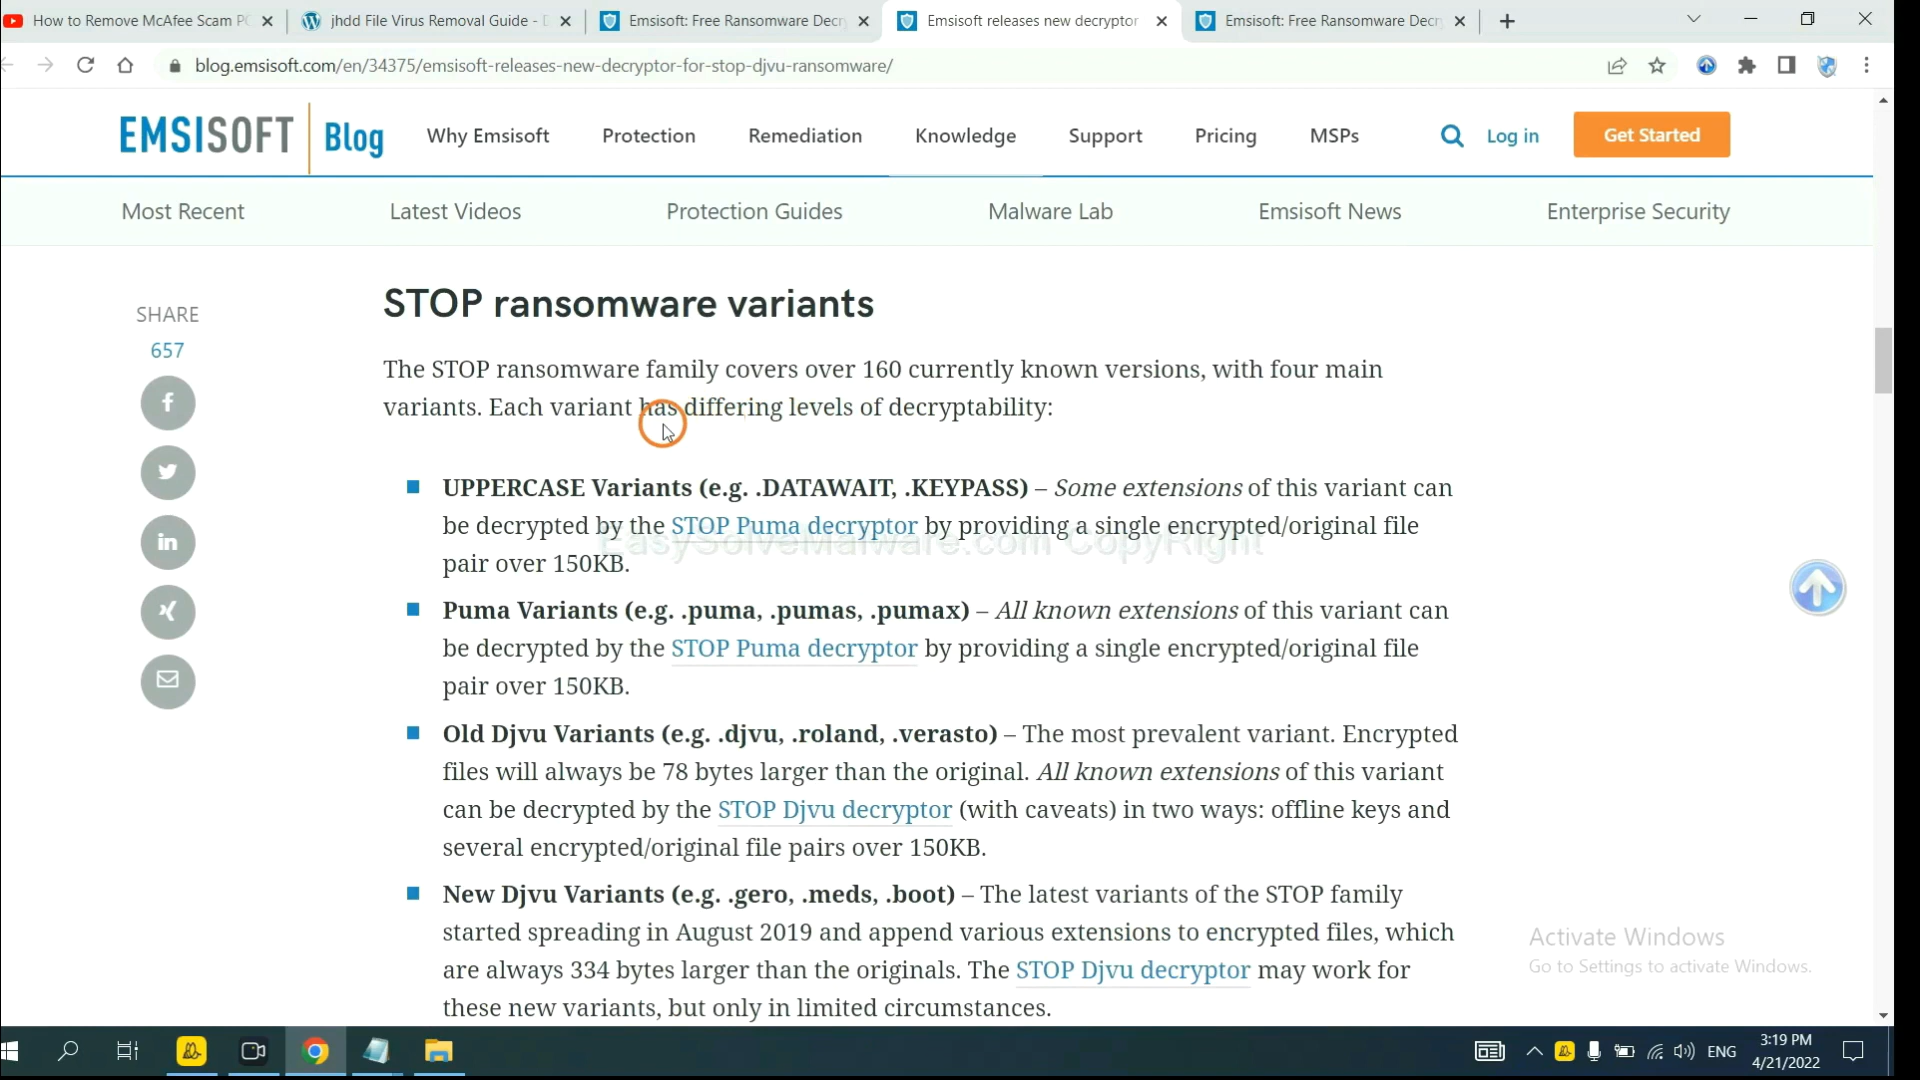 How to Remove McAfee Scam P
jhdd File Virus Removal Guide - D
Emsisoft: Free Ransomware Decry
Emsisoft releases new decryptor
Emsisoft: Free Ransomware Decry
blog.emsisoft.com/en/34375/emsisoft-releases-new-decryptor-for-stop-djvu-ransomware/
EMSISOFT Blog
Why Emsisoft
Protection
Remediation
Knowledge
Support
Pricing
MSPs
Log in
Get Started
Most Recent
Latest Videos
Protection Guides
Malware Lab
Emsisoft News
Enterprise Security
SHARE
657
STOP ransomware variants
The STOP ransomware family covers over 160 currently known versions, with four main
variants. Each variant has differing levels of decryptability:
UPPERCASE Variants (e.g. .DATAWAIT, .KEYPASS) – Some extensions of this variant can
be decrypted by the STOP Puma decryptor by providing a single encrypted/original file
EasySolveMalware.com CopyRight
pair over 150KB.
Puma Variants (e.g. .puma, .pumas, .pumax) – All known extensions of this variant can
be decrypted by the STOP Puma decryptor by providing a single encrypted/original file
pair over 150KB.
Old Djvu Variants (e.g. .djvu, .roland, .verasto) – The most prevalent variant. Encrypted
files will always be 78 bytes larger than the original. All known extensions of this variant
can be decrypted by the STOP Djvu decryptor (with caveats) in two ways: offline keys and
several encrypted/original file pairs over 150KB.
New Djvu Variants (e.g. .gero, .meds, .boot) – The latest variants of the STOP family
started spreading in August 2019 and append various extensions to encrypted files, which
are always 334 bytes larger than the originals. The STOP Djvu decryptor may work for
these new variants, but only in limited circumstances.
Activate Windows
Go to Settings to activate Windows.
ENG
3:19 PM
4/21/2022